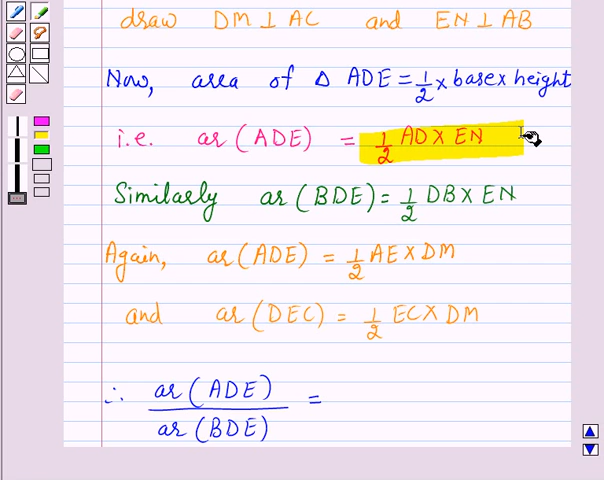 draw DM ⊥ AC and EN ⊥ AB
Now, area of Δ ADE = 1/2 × base × height
i.e. ar (ADE) = 1/2 AD × EN
Similarly ar (BDE) = 1/2 DB × EN
Again, ar (ADE) = 1/2 AE × DM
and ar (DEC) = 1/2 EC × DM
∴ ar (ADE) / ar (BDE) =